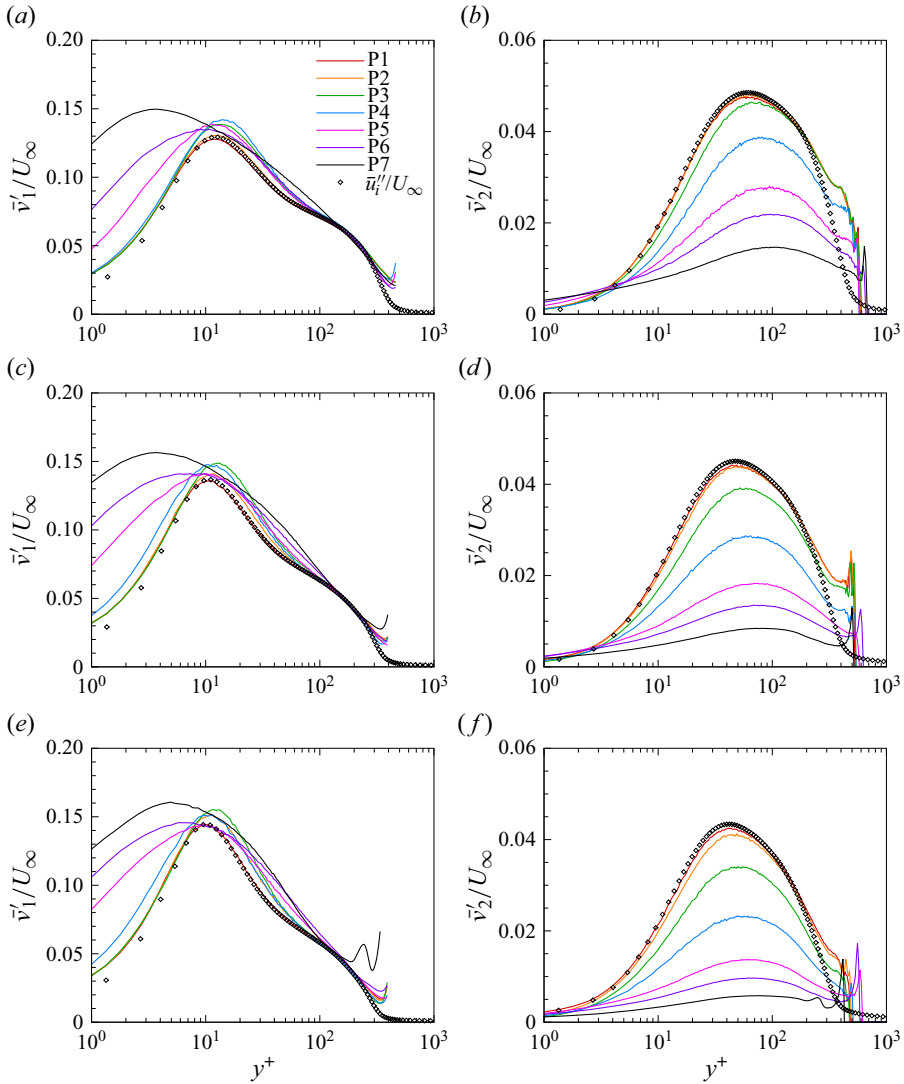 (a) (b)
0.20 0.06
P1
P2
0.15 P3
P4 0.04
P5
v̄′₁/U∞ 0.10 P6 v̄′₂/U∞
P7
ū″ᵢ/U∞ 0.02
0.05
0 0
10⁰ 10¹ 10² 10³ 10⁰ 10¹ 10² 10³
(c) (d)
0.20 0.06
0.15 0.04
v̄′₁/U∞ 0.10 v̄′₂/U∞
0.05 0.02
0 0
10⁰ 10¹ 10² 10³ 10⁰ 10¹ 10² 10³
(e) (f)
0.20 0.06
0.15 0.04
v̄′₁/U∞ 0.10 v̄′₂/U∞
0.05 0.02
0 0
10⁰ 10¹ 10² 10³ 10⁰ 10¹ 10² 10³
y⁺ y⁺